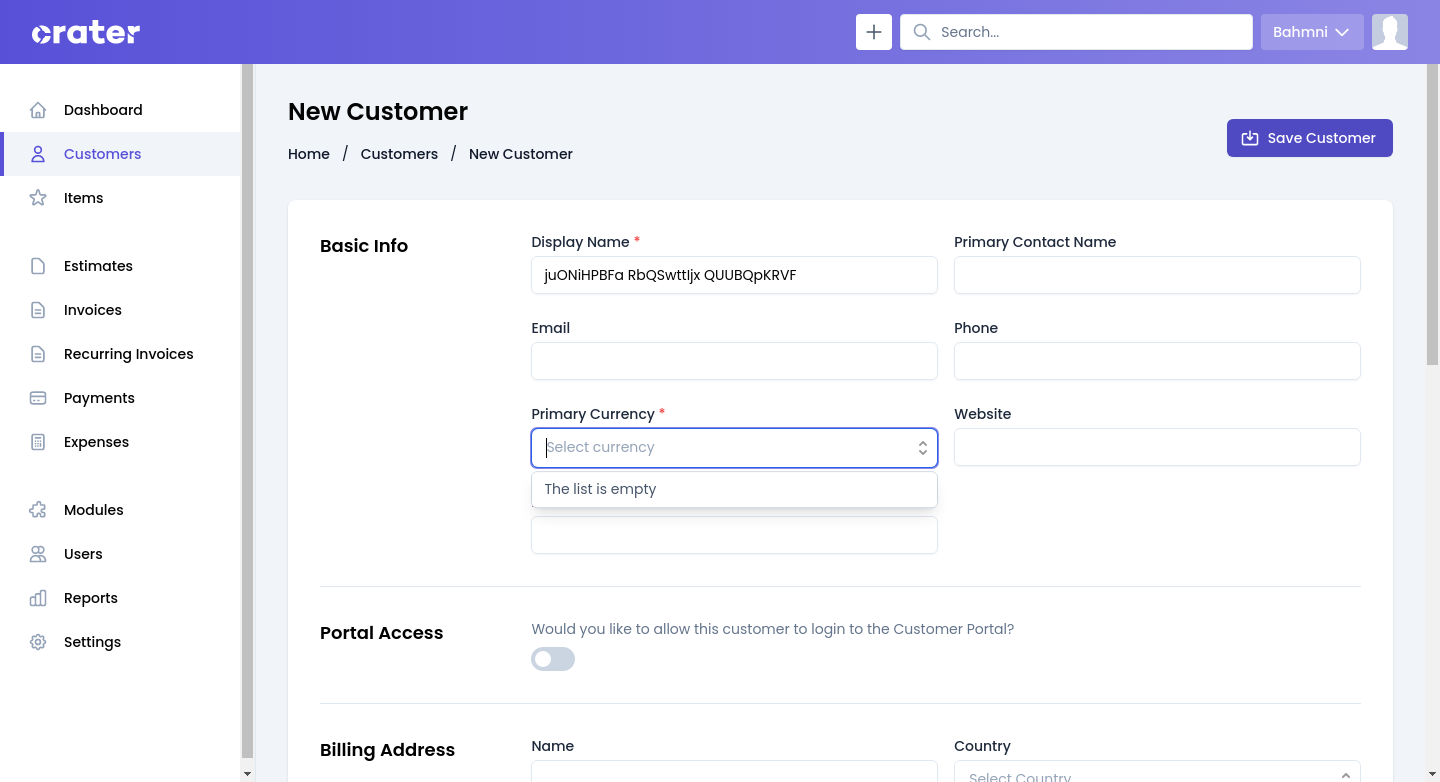 crater
Search...
Bahmni
Dashboard
Customers
Items
Estimates
Invoices
Recurring Invoices
Payments
Expenses
Modules
Users
Reports
Settings
New Customer
Home / Customers / New Customer
Save Customer
Basic Info
Display Name *
juONiHPBFa RbQSwttIjx QUUBQpKRVF
Primary Contact Name
Email
Phone
Primary Currency *
Select currency
The list is empty
Website
Portal Access
Would you like to allow this customer to login to the Customer Portal?
Billing Address
Name
Country
Select Country